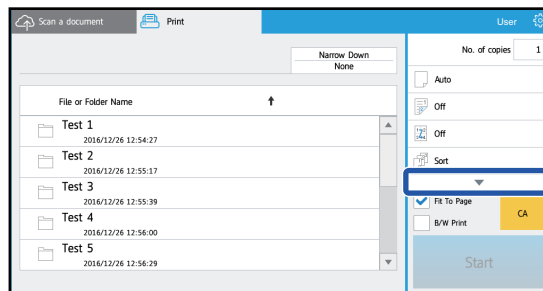 Scan a document
Print
User
Narrow Down
None
File or Folder Name
Test 1
2016/12/26 12:54:27
Test 2
2016/12/26 12:55:17
Test 3
2016/12/26 12:55:39
Test 4
2016/12/26 12:56:00
Test 5
2016/12/26 12:56:29
No. of copies 1
Auto
Off
Off
Sort
Fit To Page
B/W Print
CA
Start